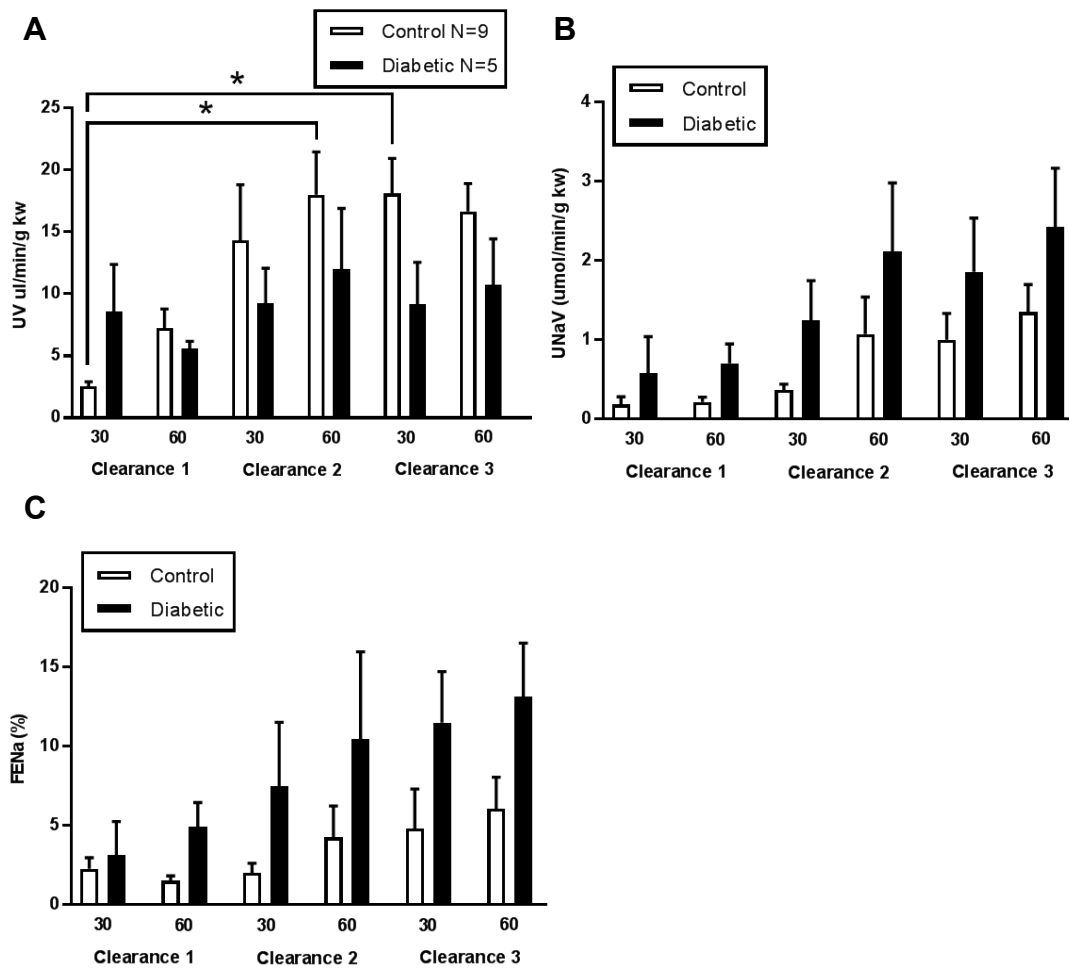 A
Control N=9
Diabetic N=5
*
*
25
20
15
10
5
0
UV ul/min/g kw
30 60 30 60 30 60
Clearance 1 Clearance 2 Clearance 3
B
Control
Diabetic
4
3
2
1
0
UNaV (umol/min/g kw)
30 60 30 60 30 60
Clearance 1 Clearance 2 Clearance 3
C
Control
Diabetic
20
15
10
5
0
FENa (%)
30 60 30 60 30 60
Clearance 1 Clearance 2 Clearance 3